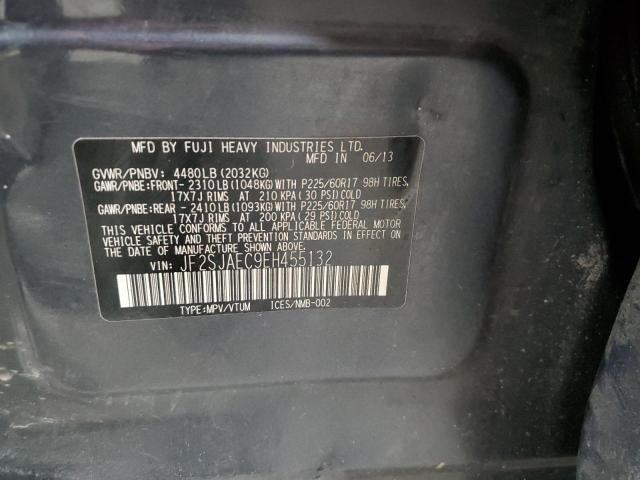 MFD BY FUJI HEAVY INDUSTRIES LTD.
MFD IN 06/13
GVWR/PNBV: 4480LB (2032KG)
GAWR/PNBE:FRONT- 2310LB (1048KG) WITH P225/60R17 98H TIRES,
17X7J RIMS AT 210 KPA (30 PSI) COLD
GAWR/PNBE:REAR - 2410LB (1093KG) WITH P225/60R17 98H TIRES,
17X7J RIMS AT 200 KPA (29 PSI) COLD
THIS VEHICLE CONFORMS TO ALL APPLICABLE FEDERAL MOTOR
VEHICLE SAFETY AND THEFT PREVENTION STANDARDS IN EFFECT ON
THE DATE OF MANUFACTURE SHOWN ABOVE.
VIN: JF2SJAEC9EH455132
TYPE:MPV/VTUM ICES/NMB-002